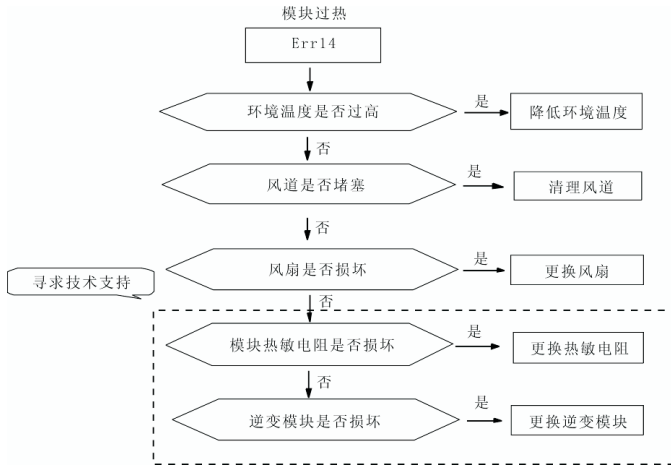 模块过热
Err14
环境温度是否过高
是
降低环境温度
否
风道是否堵塞
是
清理风道
否
风扇是否损坏
是
更换风扇
寻求技术支持
否
模块热敏电阻是否损坏
是
更换热敏电阻
否
逆变模块是否损坏
是
更换逆变模块